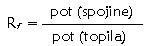 R𝑓 = pot (spojine)
pot (topila)